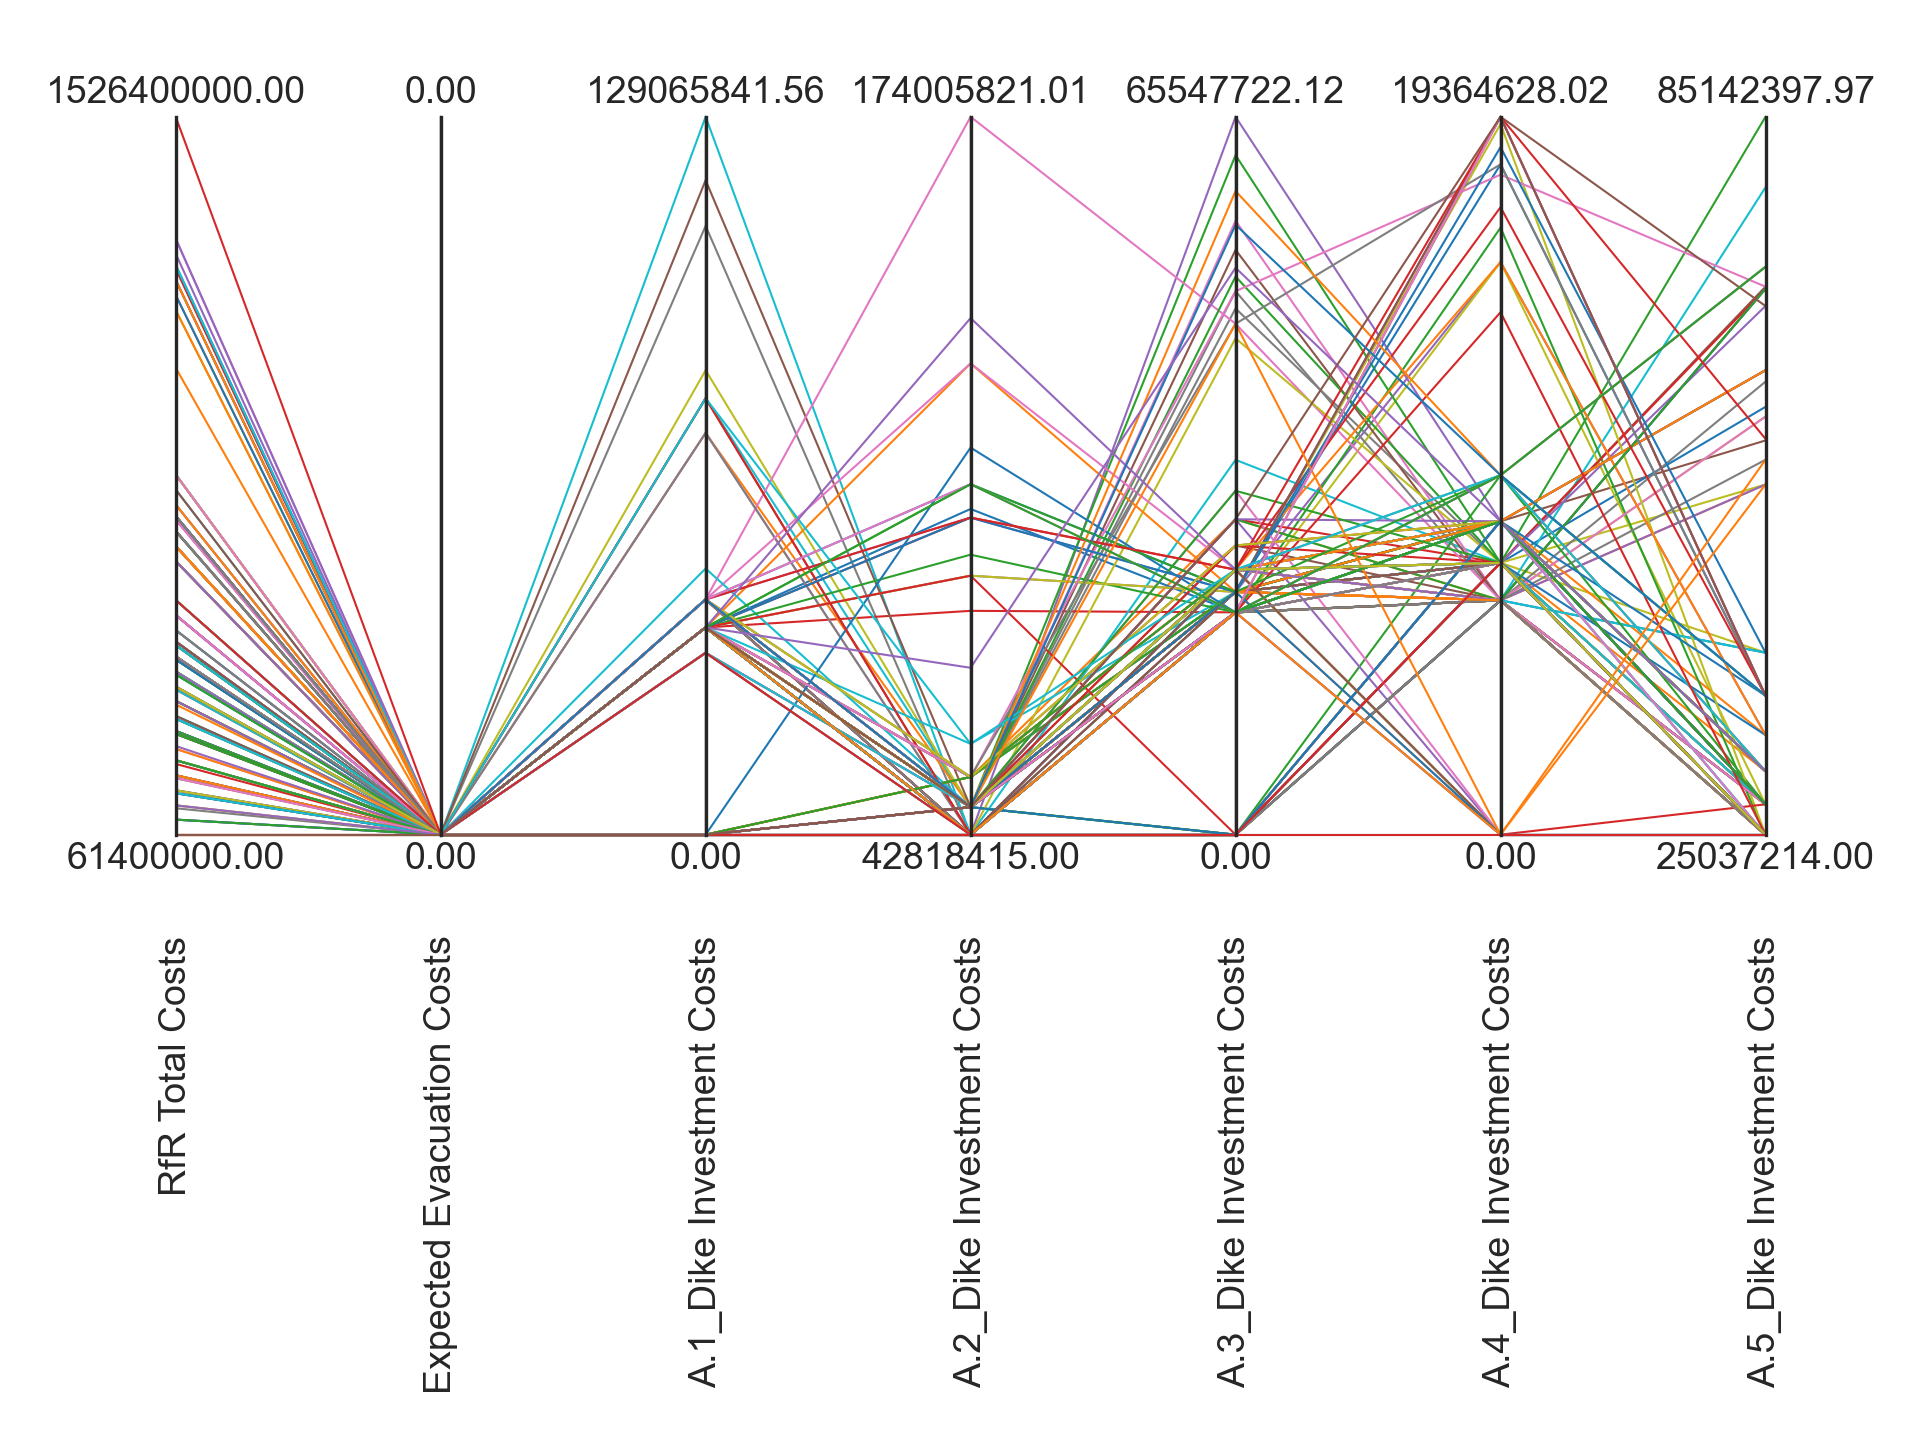 1526400000.00 0.00 129065841.56 174005821.01 65547722.12 19364628.02 85142397.97
61400000.00 0.00 0.00 42818415.00 0.00 0.00 25037214.00
RfR Total Costs
Expected Evacuation Costs
A.1_Dike Investment Costs
A.2_Dike Investment Costs
A.3_Dike Investment Costs
A.4_Dike Investment Costs
A.5_Dike Investment Costs